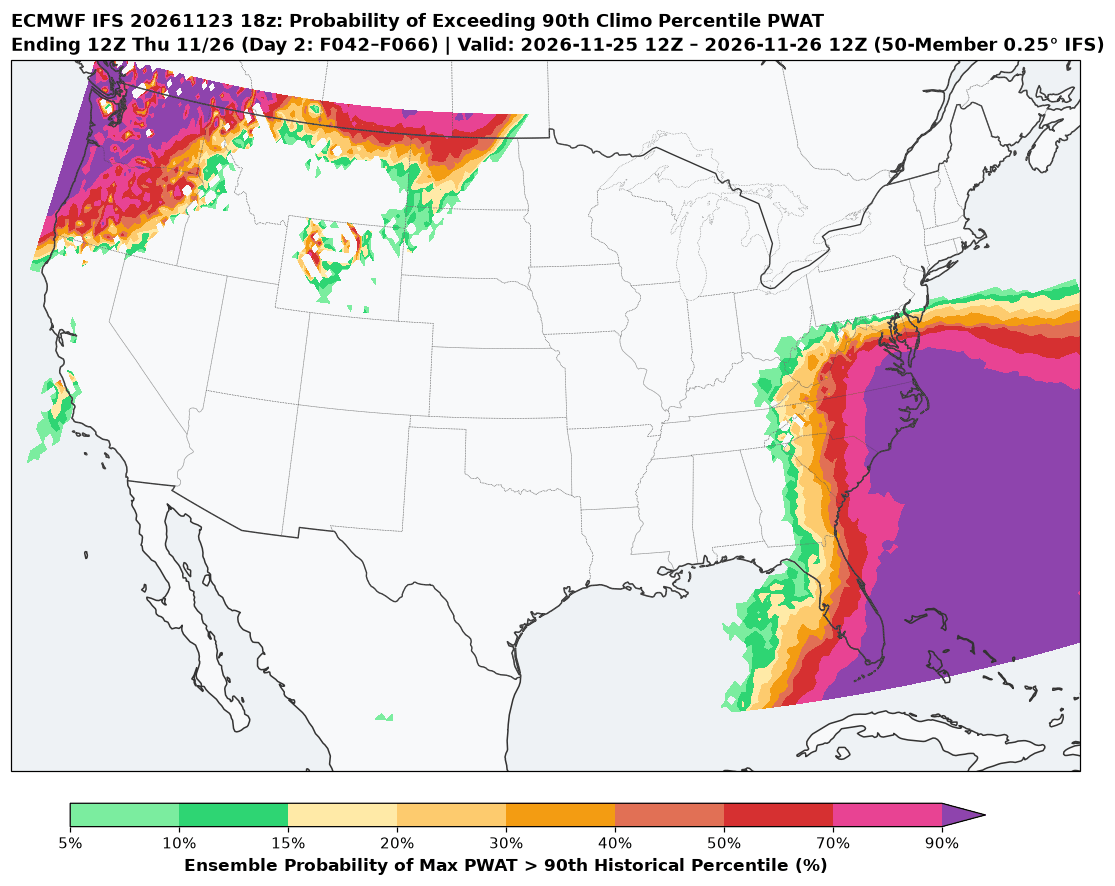 ECMWF IFS 20261123 18z: Probability of Exceeding 90th Climo Percentile PWAT
Ending 12Z Thu 11/26 (Day 2: F042–F066) | Valid: 2026-11-25 12Z – 2026-11-26 12Z (50-Member 0.25° IFS)
5% 10% 15% 20% 30% 40% 50% 70% 90%
Ensemble Probability of Max PWAT > 90th Historical Percentile (%)